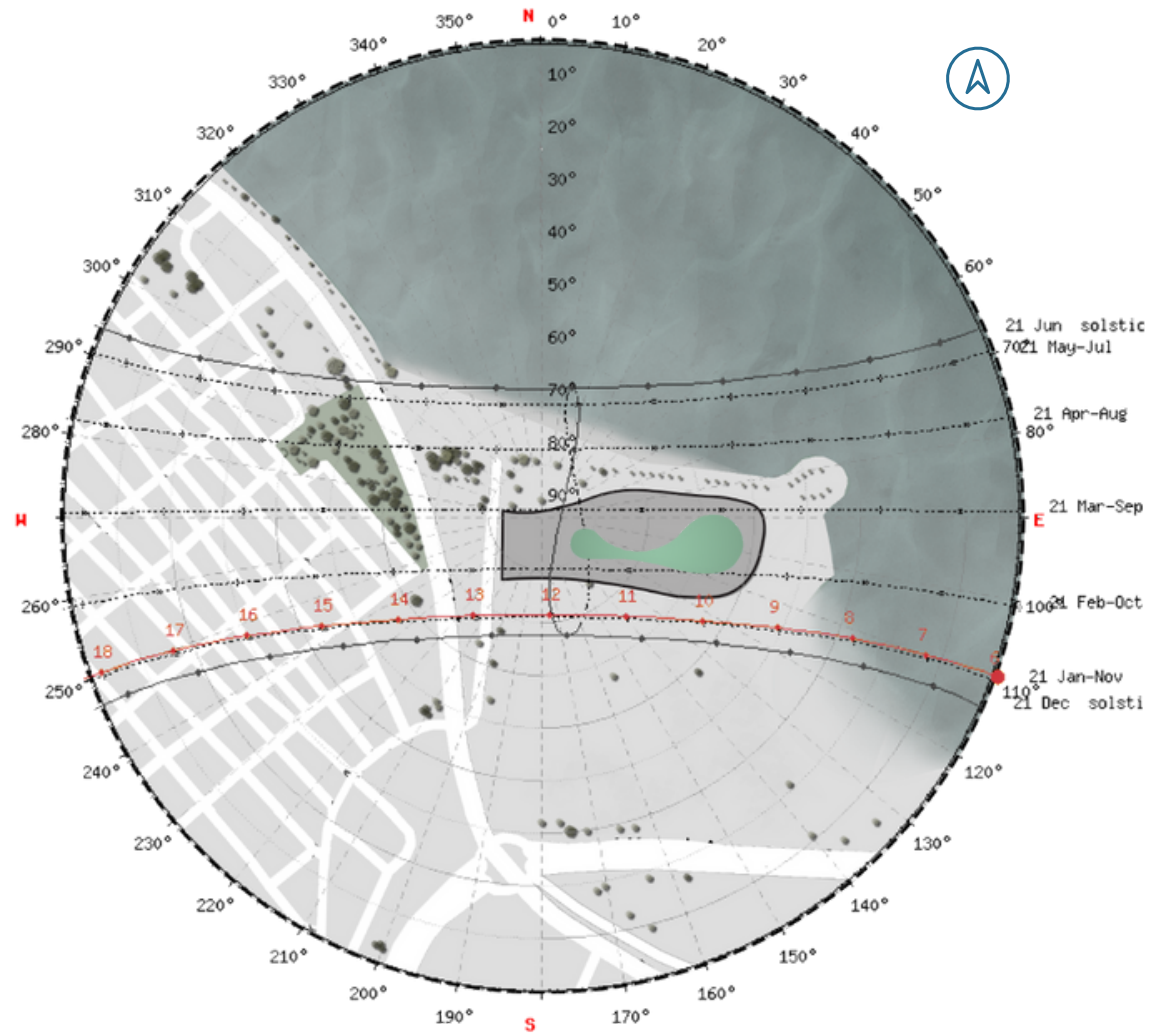 N
350° 0° 10°
340° 20°
330° 30°
320° 40°
310° 50°
300° 60°
290°
280° 80°
W E
260° 100°
250° 110°
240° 120°
230° 130°
220° 140°
210° 150°
200° 160°
190° 170°
S
10°
20°
30°
40°
50°
60°
70°
80°
90°
21 Jun solstic
21 May-Jul
21 Apr-Aug
21 Mar-Sep
21 Feb-Oct
21 Jan-Nov
21 Dec solsti
18 17 16 15 14 13 12 11 10 9 8 7